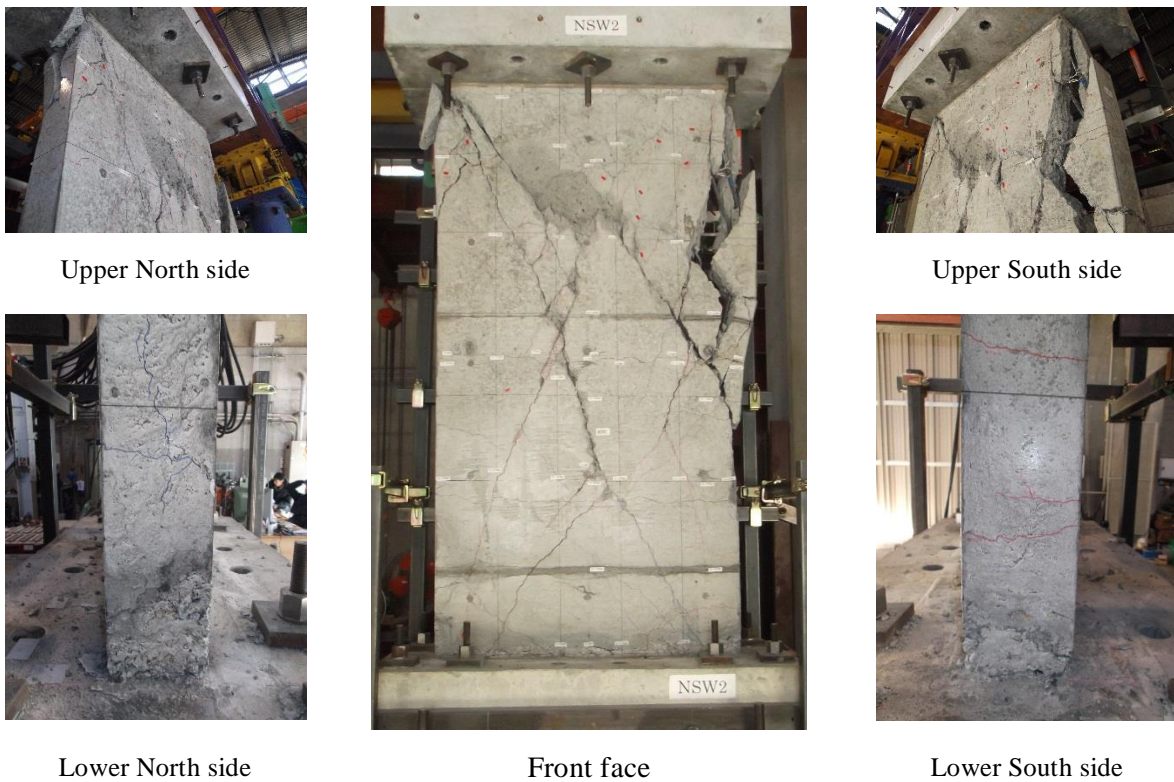 NSW2
Upper North side
Upper South side
NSW2
Lower North side
Front face
Lower South side